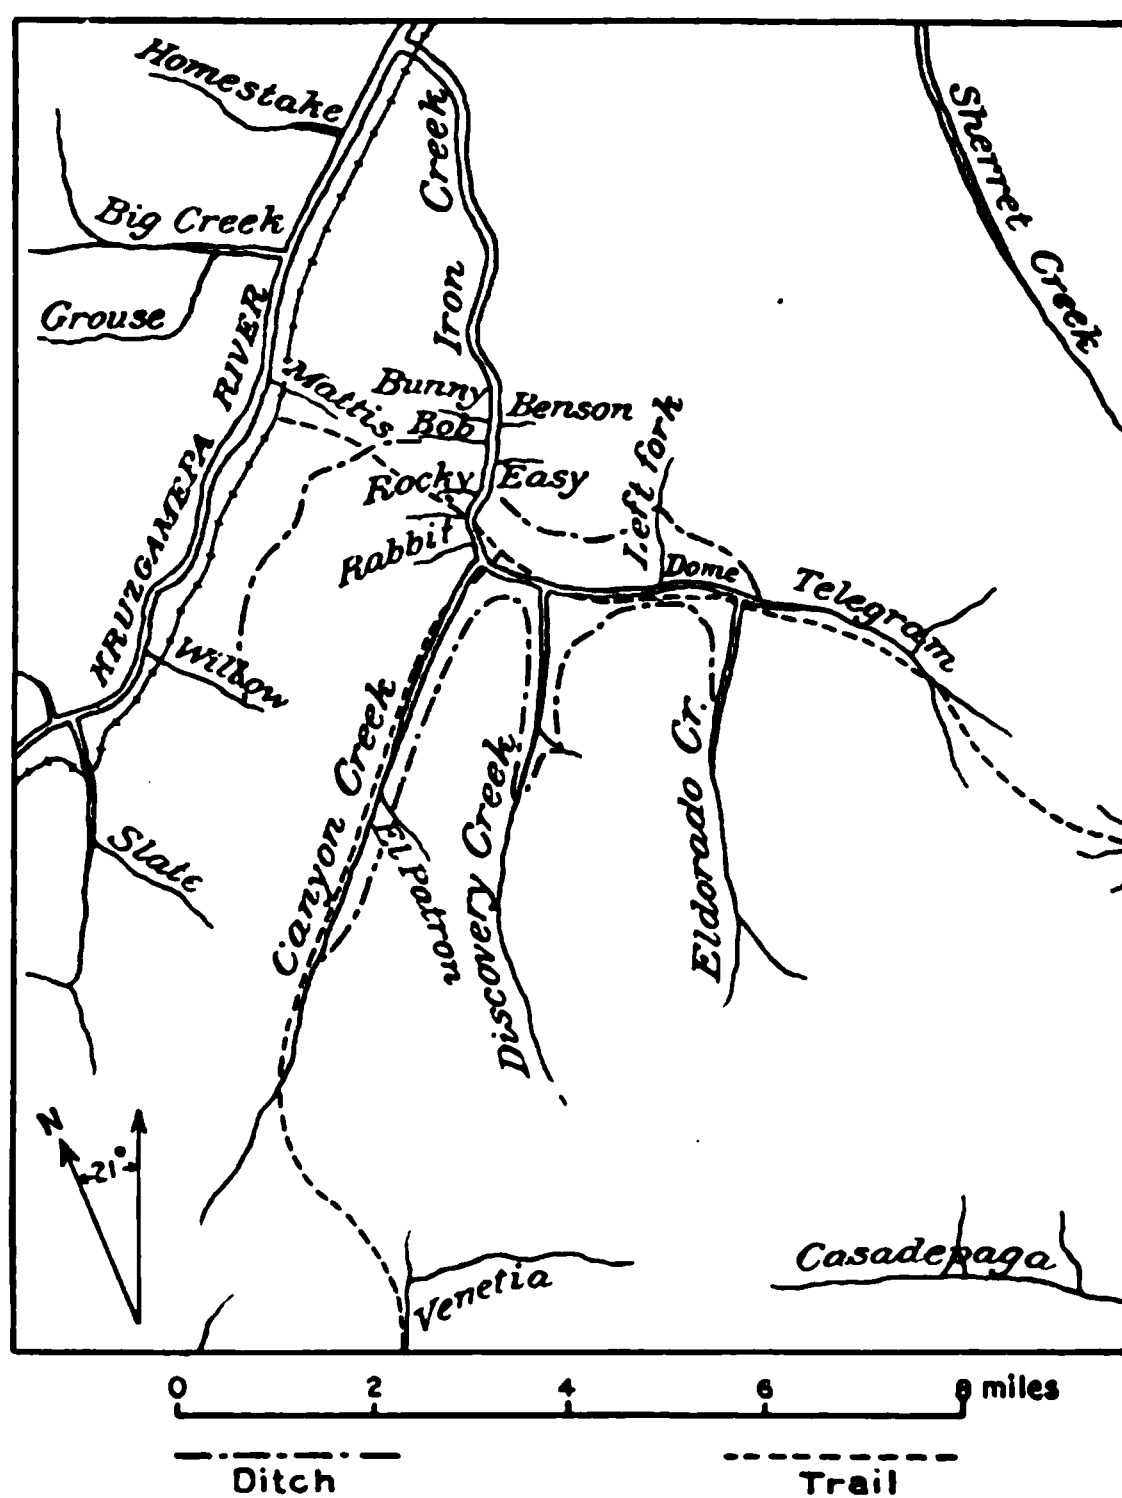 Homestake
Creek
Sherret Creek
Big Creek
Iron
Grouse
KRUZGAMEPA RIVER
Mattis
Bunny
Benson
Bob
Left fork
Rocky
Easy
Rabbit
Dome
Telegram
Willow
Canyon Creek
Discovery Creek
Eldorado Cr.
Slate
El Patron
N
21°
Casadepaga
Venetia
0 2 4 6 8 miles
Ditch Trail